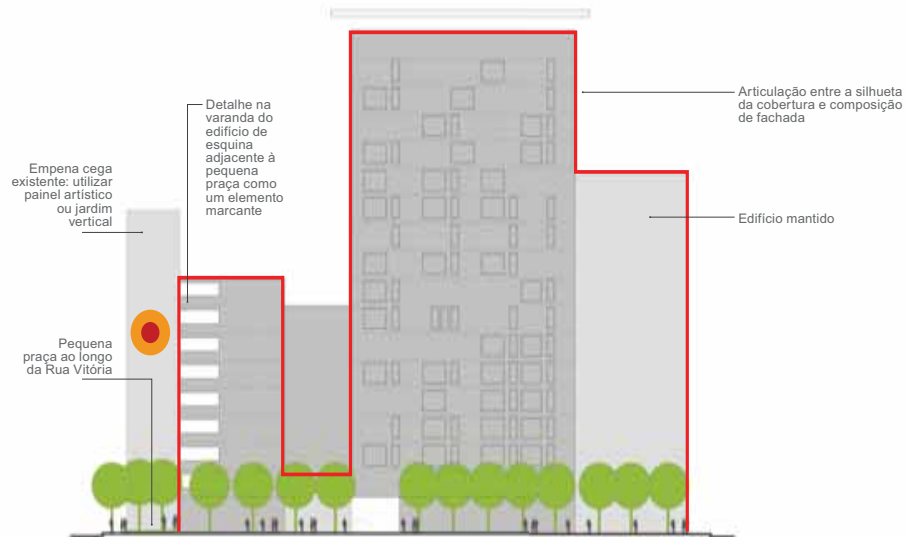 Empena cega
existente: utilizar
painel artístico
ou jardim
vertical
Pequena
praça ao longo
da Rua Vitória
Detalhe na
varanda do
edifício de
esquina
adjacente à
pequena
praça como
um elemento
marcante
Articulação entre a silhueta
da cobertura e composição
de fachada
Edifício mantido